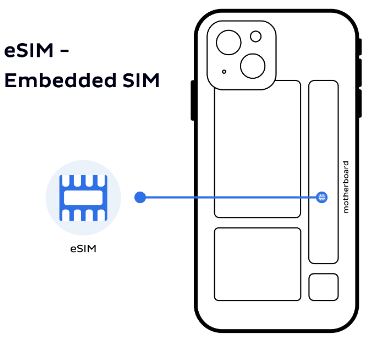 eSIM -
Embedded SIM
motherboard
eSIM